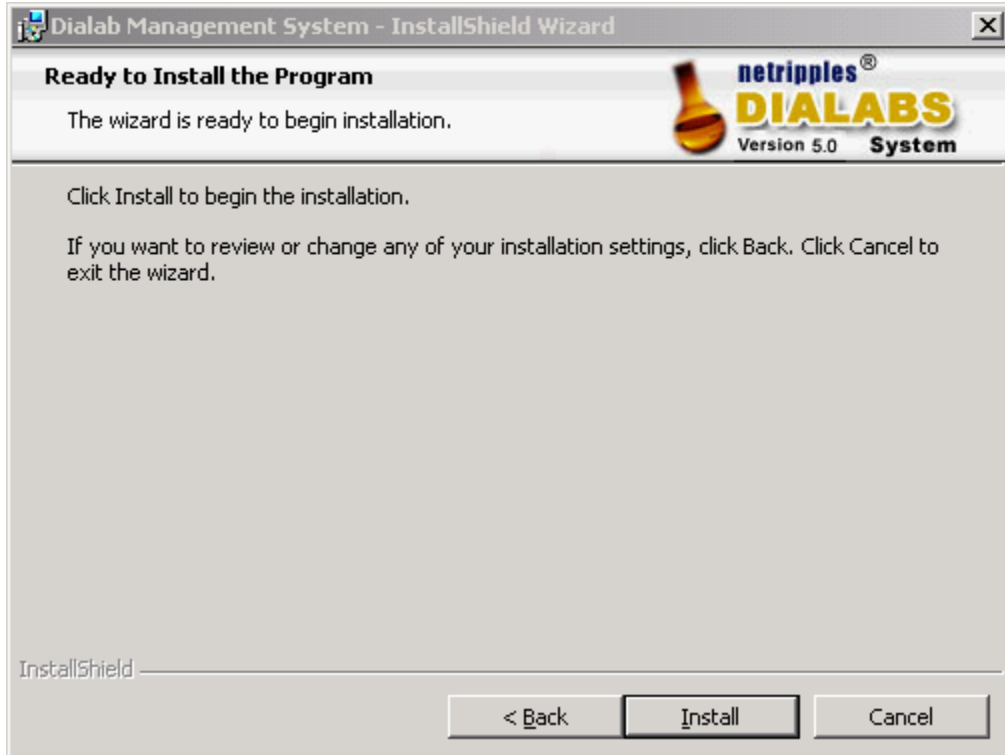 Dialab Management System - InstallShield Wizard
Ready to Install the Program
The wizard is ready to begin installation.
netripples®
DIALABS
Version 5.0 System
Click Install to begin the installation.
If you want to review or change any of your installation settings, click Back. Click Cancel to
exit the wizard.
InstallShield
< Back Install Cancel